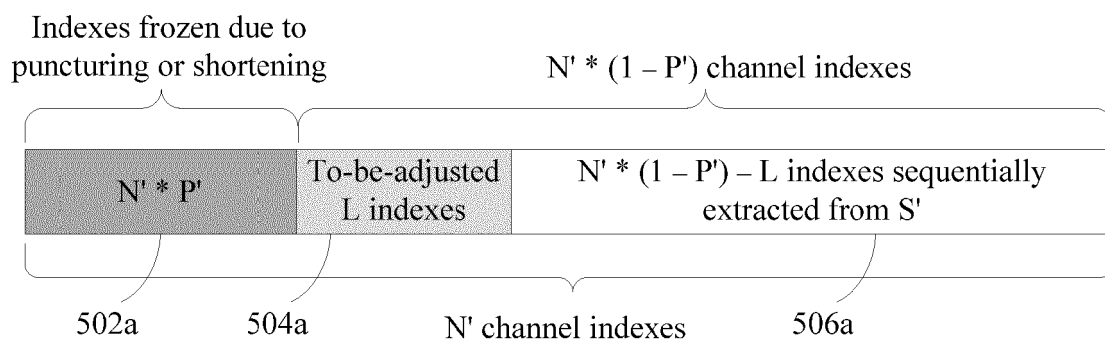 Indexes frozen due to
puncturing or shortening
N' * (1 – P') channel indexes
N' * P'
To-be-adjusted
L indexes
N' * (1 – P') – L indexes sequentially
extracted from S'
502a
504a
N' channel indexes
506a